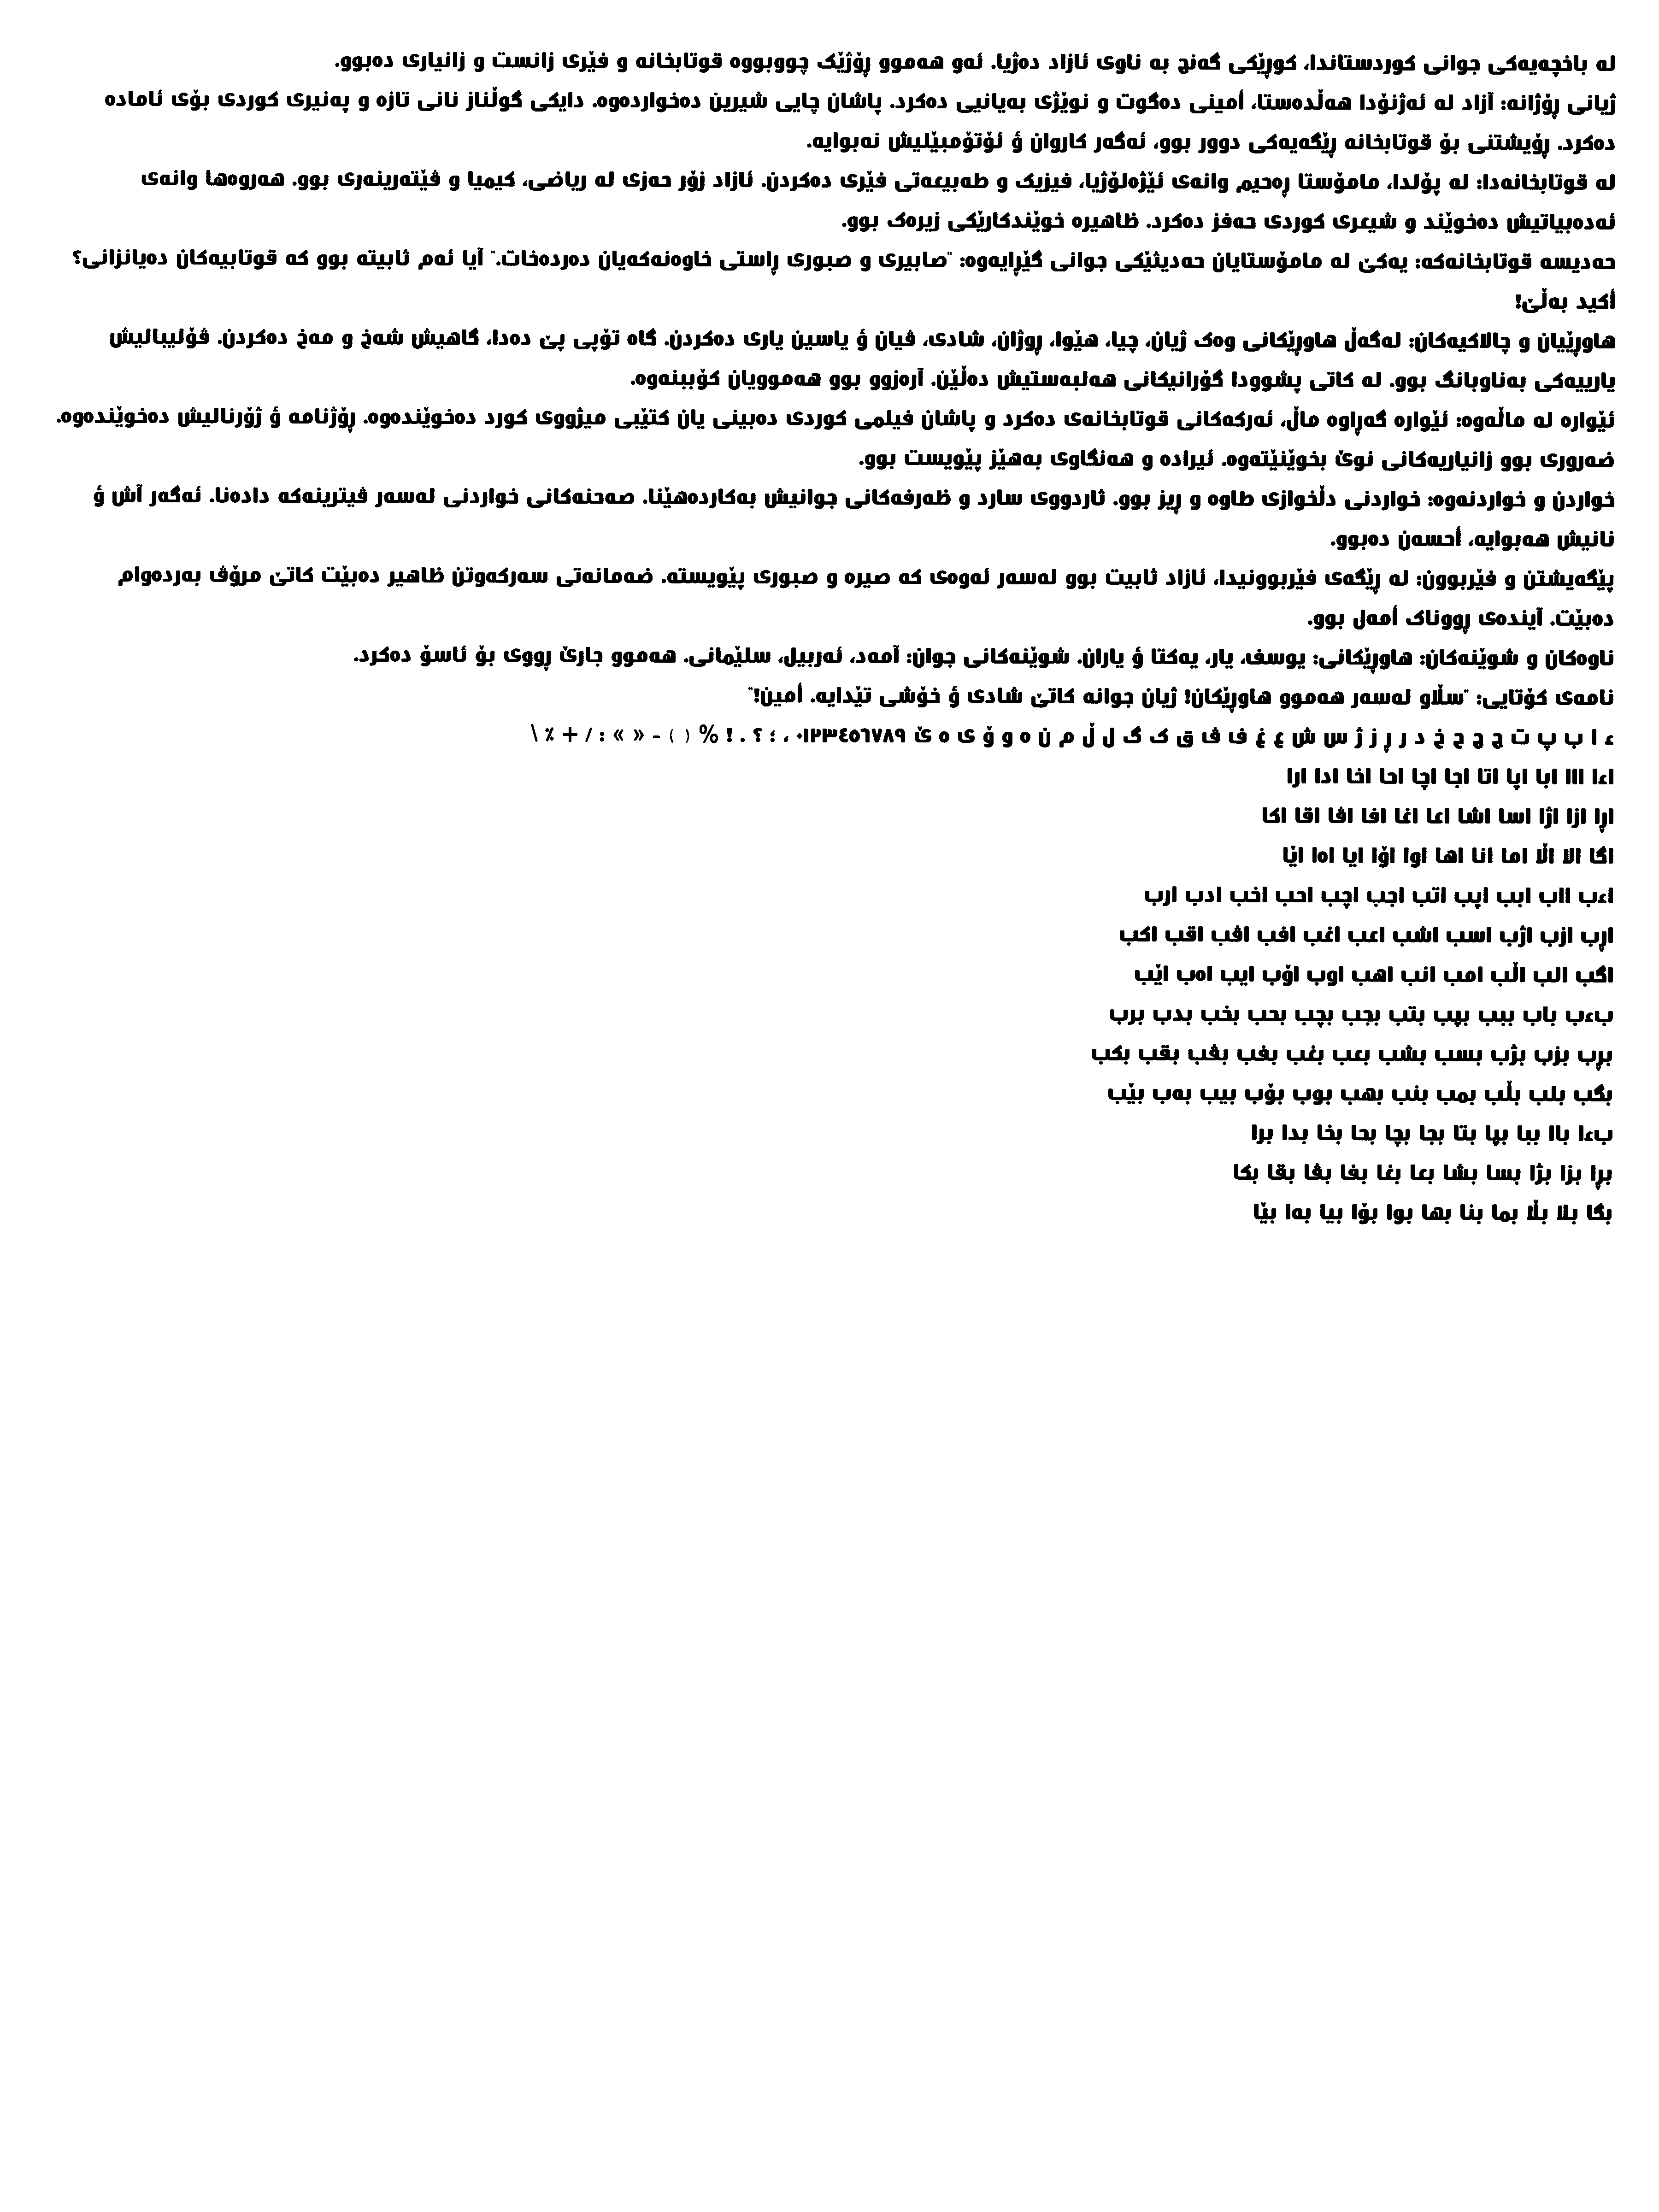 لە باخچەیەکی جوانی کوردستاندا، کوڕێکی گەنج بە ناوی ئازاد دەژیا. ئەو هەموو ڕۆژێک چووبووە قوتابخانە و فێری زانست و زانیاری دەبوو.
ژیانی ڕۆژانە: آزاد لە ئەژنۆدا هەڵدەستا، أمینی دەگوت و نوێژی بەیانیی دەکرد. پاشان چایی شیرین دەخواردەوە. دایکی گوڵناز نانی تازە و پەنیری کوردی بۆی ئامادە
دەکرد. ڕۆیشتنی بۆ قوتابخانە ڕێگەیەکی دوور بوو، ئەگەر کاروان ؤ ئۆتۆمبێلیش نەبوایە.
لە قوتابخانەدا: لە پۆلدا، مامۆستا ڕەحیم وانەی ئێژەلۆژیا، فیزیک و طەبیعەتی فێری دەکردن. ئازاد زۆر حەزی لە ریاضی، کیمیا و ڤێتەرینەری بوو. هەروەها وانەی
ئەدەبیاتیش دەخوێند و شیعری کوردی حەفز دەکرد. ظاهیرە خوێندکارێکی زیرەک بوو.
حەدیسە قوتابخانەکە: یەکێ لە مامۆستایان حەدیثێکی جوانی گێڕایەوە: "صابیری و صبوری ڕاستی خاوەنەکەیان دەردەخات." آیا ئەم ثابیتە بوو کە قوتابیەکان دەیانزانی؟
أکید بەڵێ!
هاوڕێیان و چالاکیەکان: لەگەڵ هاوڕێکانی وەک ژیان، چیا، هێوا، ڕوژان، شادی، ڤیان ؤ یاسین یاری دەکردن. گاه تۆپی پێ دەدا، گاهیش شەخ و مەخ دەکردن. ڤۆلیبالیش
یارییەکی بەناوبانگ بوو. لە کاتی پشوودا گۆرانیکانی هەلبەستیش دەڵێن. آرەزوو بوو هەموویان کۆببنەوە.
ئێوارە لە ماڵەوە: ئێوارە گەڕاوە ماڵ، ئەرکەکانی قوتابخانەی دەکرد و پاشان فیلمی کوردی دەبینی یان کتێبی میژووی کورد دەخوێندەوە. ڕۆژنامە ؤ ژۆرنالیش دەخوێندەوە.
ضەروری بوو زانیاریەکانی نوێ بخوێنێتەوە. ئیرادە و هەنگاوی بەهێز پێویست بوو.
خواردن و خواردنەوە: خواردنی دڵخوازی طاوە و ڕیز بوو. ثاردووی سارد و ظەرفەکانی جوانیش بەکاردەهێنا. صەحنەکانی خواردنی لەسەر ڤیترینەکە دادەنا. ئەگەر آش ؤ
نانیش هەبوایە، أحسەن دەبوو.
پێگەیشتن و فێربوون: لە ڕێگەی فێربوونیدا، ئازاد ثابیت بوو لەسەر ئەوەی کە صیرە و صبوری پێویستە. ضەمانەتی سەرکەوتن ظاهیر دەبێت کاتێ مرۆڤ بەردەوام
دەبێت. آیندەی ڕووناک أمەل بوو.
ناوەکان و شوێنەکان: هاوڕێکانی: یوسف، یار، یەکتا ؤ یاران. شوێنەکانی جوان: آمەد، ئەربیل، سلێمانی. هەموو جارێ ڕووی بۆ ئاسۆ دەکرد.
نامەی کۆتایی: "سڵاو لەسەر هەموو هاوڕێکان! ژیان جوانە کاتێ شادی ؤ خۆشی تێدایە. أمین!"
ء ا ب پ ت ج چ ح خ د ر ڕ ز ژ س ش ع غ ف ڤ ق ک گ ل ڵ م ن ە و ۆ ی ە ێ ٠١٢٣٤٥٦٧٨٩ ، ؛ ؟ . ! % ( ) - « » : / + ٪ \
اءا ااا ابا اپا اتا اجا اچا احا اخا ادا ارا
اڕا ازا اژا اسا اشا اعا اغا افا اڤا اقا اکا
اگا الا اڵا اما انا اها اوا اۆا ایا اەا اێا
اءب ااب ابب اپب اتب اجب اچب احب اخب ادب ارب
اڕب ازب اژب اسب اشب اعب اغب افب اڤب اقب اکب
اگب الب اڵب امب انب اهب اوب اۆب ایب اەب اێب
بءب باب ببب بپب بتب بجب بچب بحب بخب بدب برب
بڕب بزب بژب بسب بشب بعب بغب بفب بڤب بقب بکب
بگب بلب بڵب بمب بنب بهب بوب بۆب بیب بەب بێب
بءا باا ببا بپا بتا بجا بچا بحا بخا بدا برا
بڕا بزا بژا بسا بشا بعا بغا بفا بڤا بقا بکا
بگا بلا بڵا بما بنا بها بوا بۆا بیا بەا بێا